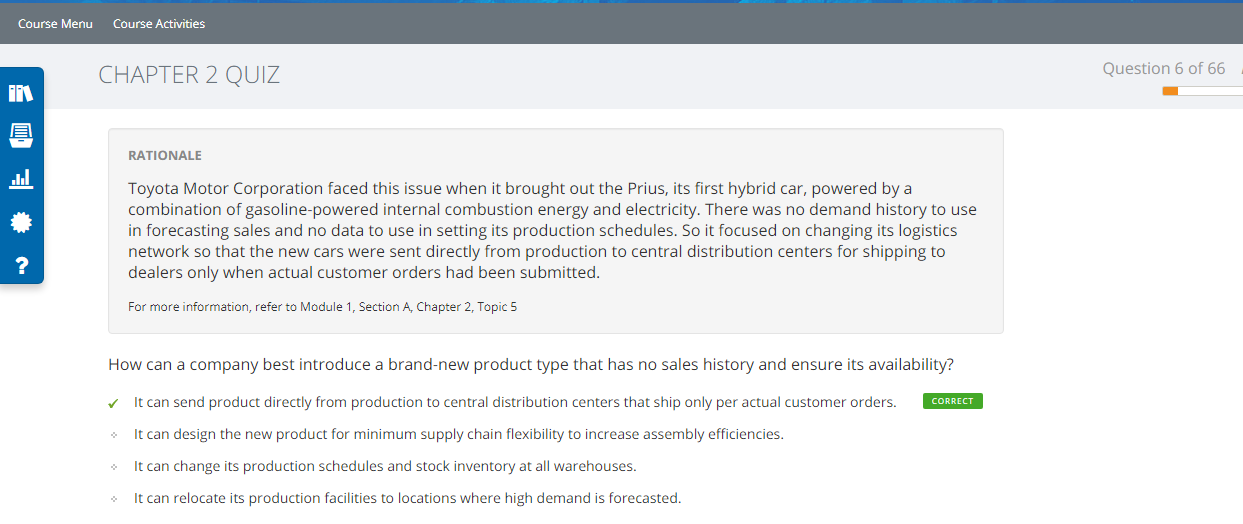 Course Menu Course Activities
CHAPTER 2 QUIZ
Question 6 of 66
RATIONALE
Toyota Motor Corporation faced this issue when it brought out the Prius, its first hybrid car, powered by a
combination of gasoline-powered internal combustion energy and electricity. There was no demand history to use
in forecasting sales and no data to use in setting its production schedules. So it focused on changing its logistics
network so that the new cars were sent directly from production to central distribution centers for shipping to
dealers only when actual customer orders had been submitted.
For more information, refer to Module 1, Section A, Chapter 2, Topic 5
How can a company best introduce a brand-new product type that has no sales history and ensure its availability?
It can send product directly from production to central distribution centers that ship only per actual customer orders. CORRECT
It can design the new product for minimum supply chain flexibility to increase assembly efficiencies.
It can change its production schedules and stock inventory at all warehouses.
It can relocate its production facilities to locations where high demand is forecasted.
?